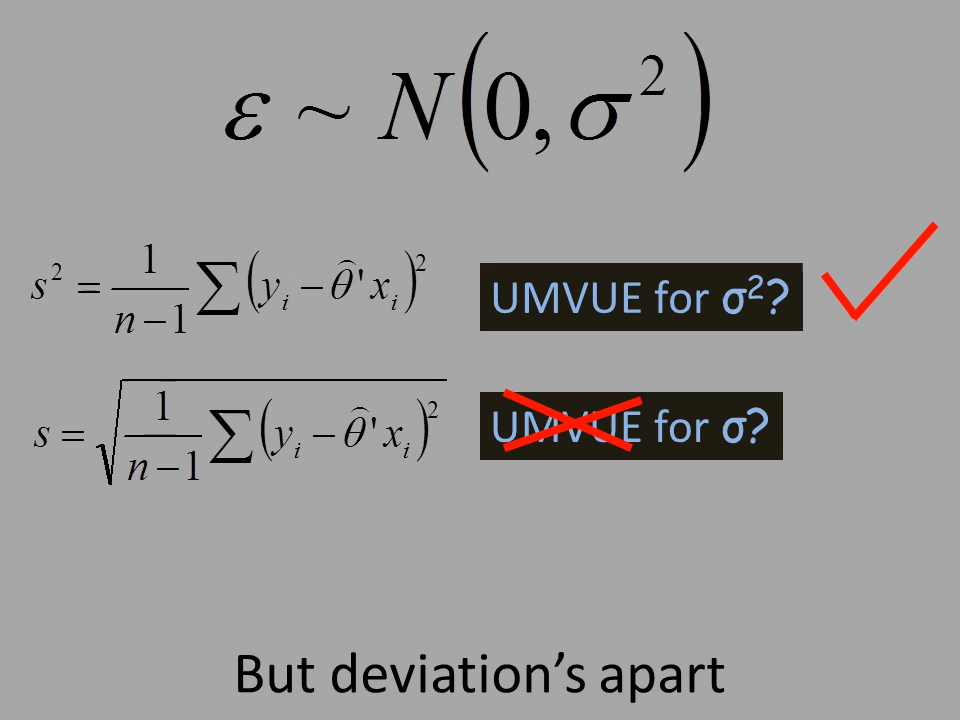 ε ~ N(0, σ²)
s² = 1/(n−1) ∑(yᵢ − θ̂'xᵢ)²
UMVUE for σ²?
s = √(1/(n−1) ∑(yᵢ − θ̂'xᵢ)²)
UMVUE for σ?
But deviation’s apart